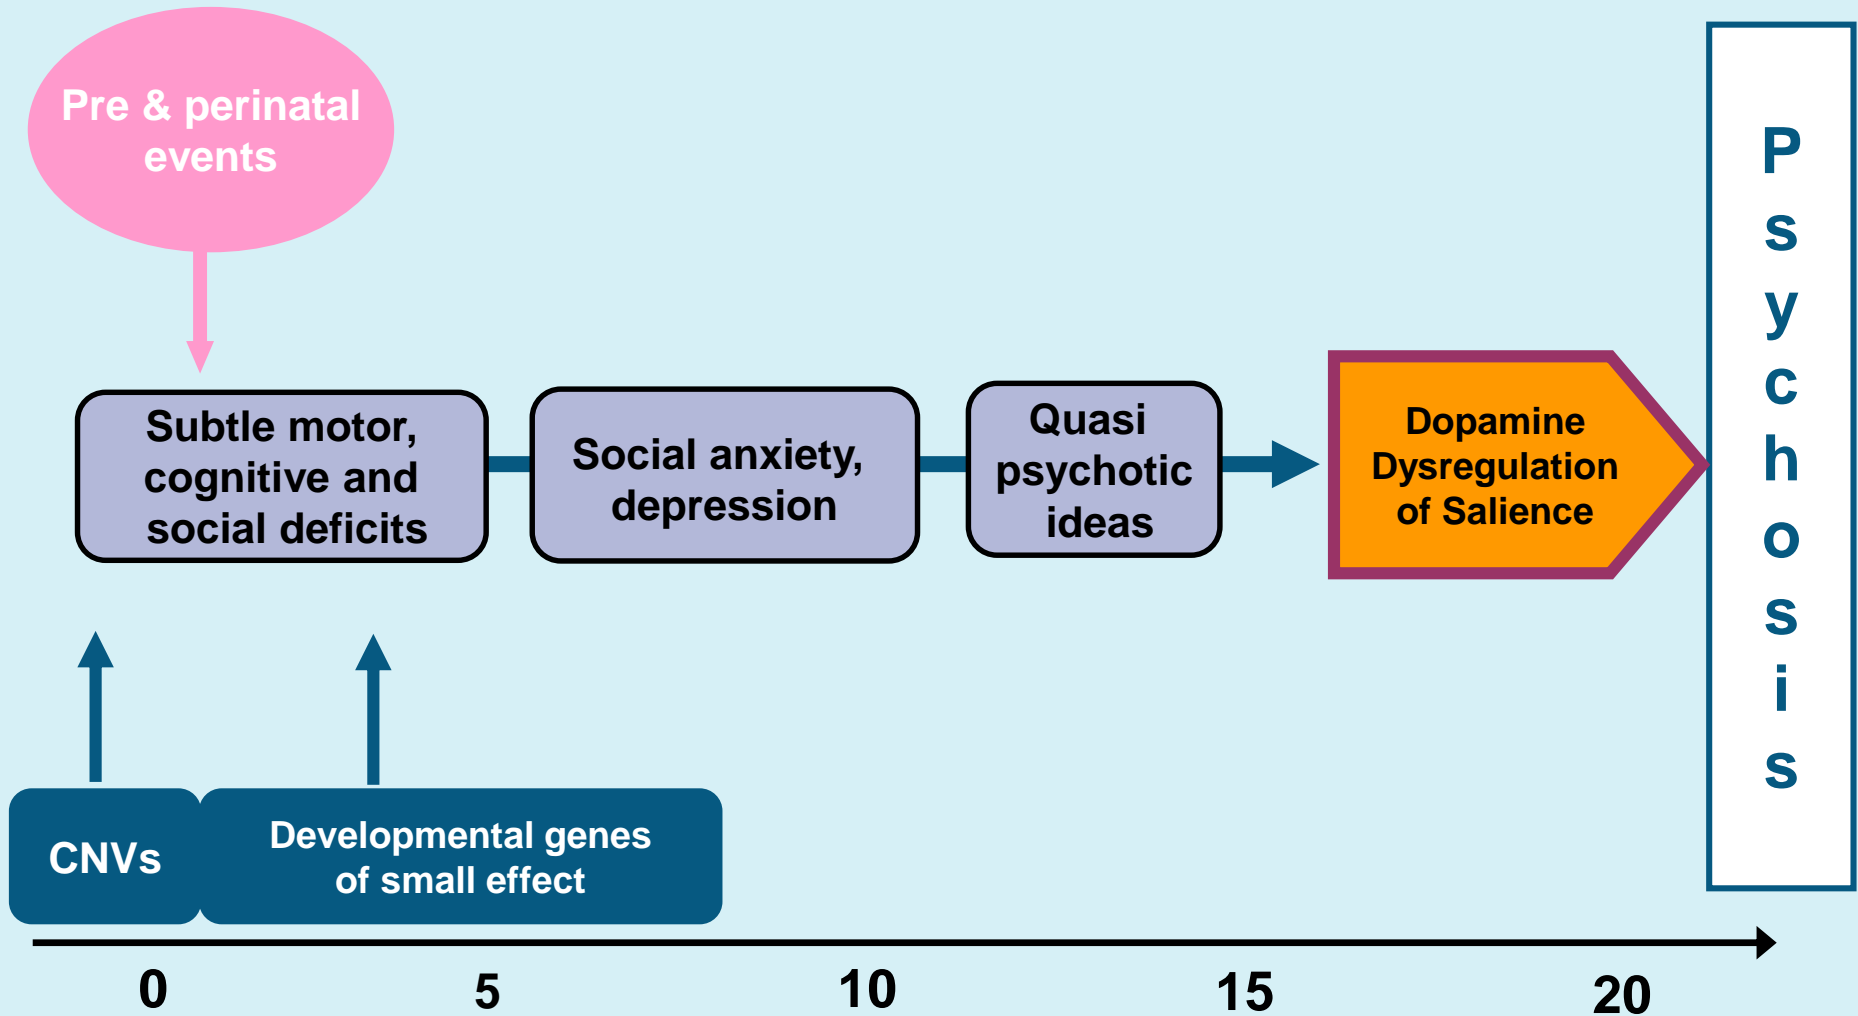 Pre & perinatal
events
Subtle motor,
cognitive and
social deficits
Social anxiety,
depression
Quasi
psychotic
ideas
Dopamine
Dysregulation
of Salience
P
s
y
c
h
o
s
i
s
CNVs
Developmental genes
of small effect
0
5
10
15
20